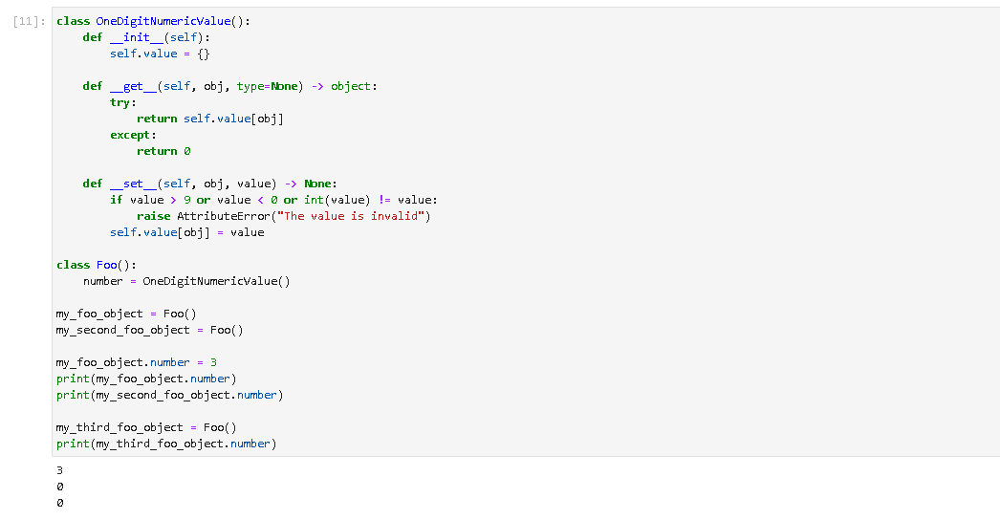 [11]: class OneDigitNumericValue():
    def __init__(self):
        self.value = {}

    def __get__(self, obj, type=None) -> object:
        try:
            return self.value[obj]
        except:
            return 0

    def __set__(self, obj, value) -> None:
        if value > 9 or value < 0 or int(value) != value:
            raise AttributeError("The value is invalid")
        self.value[obj] = value

class Foo():
    number = OneDigitNumericValue()

my_foo_object = Foo()
my_second_foo_object = Foo()

my_foo_object.number = 3
print(my_foo_object.number)
print(my_second_foo_object.number)

my_third_foo_object = Foo()
print(my_third_foo_object.number)

3
0
0